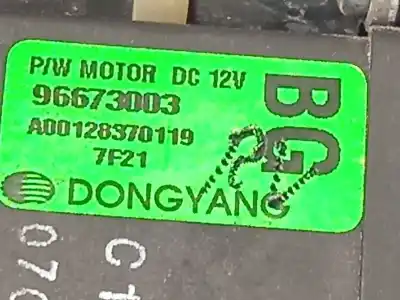 P/W MOTOR DC 12V
96673003
A00128370119
7F21
DONGYANG
BG